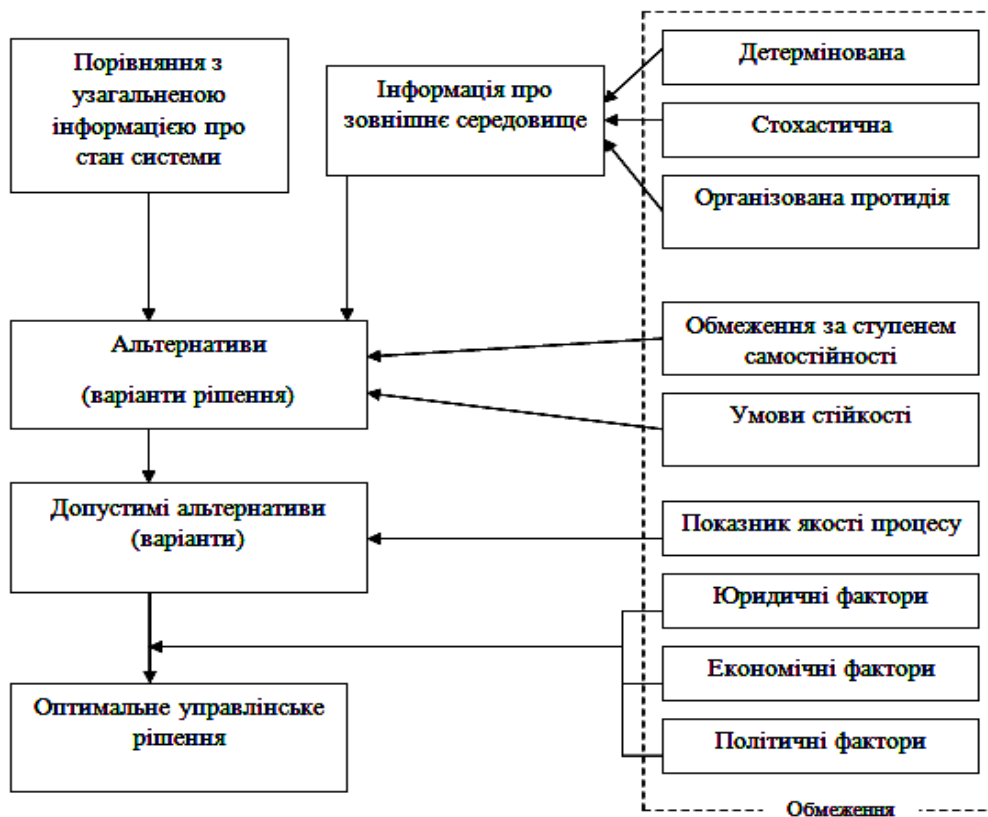 Порівняння з
узагальненою
інформацією про
стан системи
Інформація про
зовнішнє середовище
Детермінована
Стохастична
Організована протидія
Альтернативи
(варіанти рішення)
Обмеження за ступенем
самостійності
Умови стійкості
Допустимі альтернативи
(варіанти)
Показник якості процесу
Юридичні фактори
Економічні фактори
Політичні фактори
Оптимальне управлінське
рішення
Обмеження